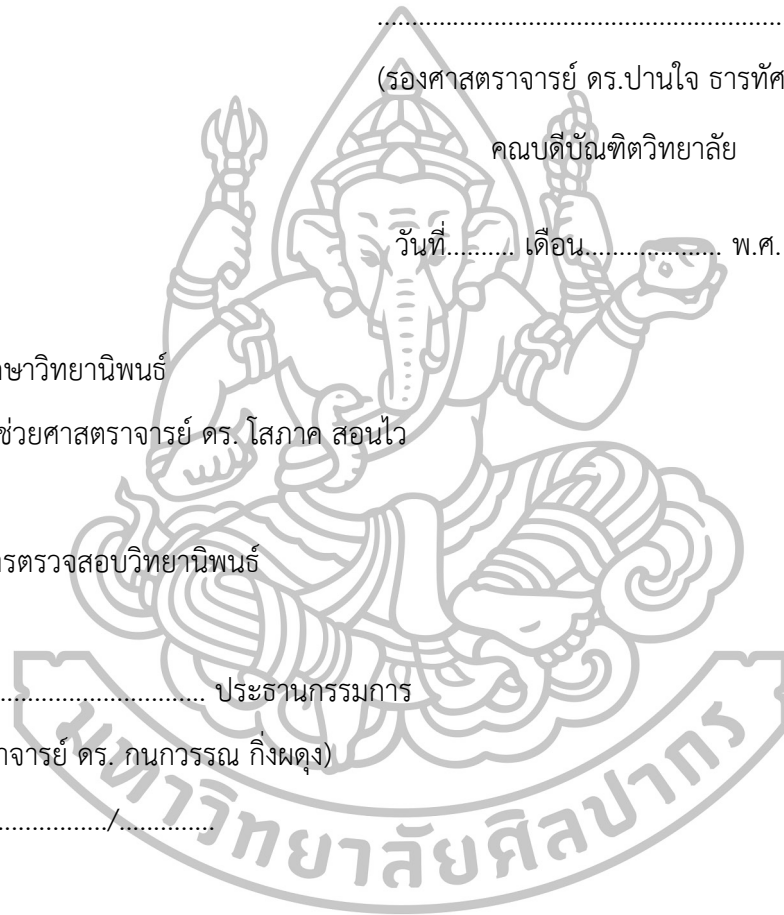 ............................................................
(รองศาสตราจารย์ ดร.ปานใจ ธารทัศ
คณบดีบัณฑิตวิทยาลัย
วันที่.......... เดือน.................... พ.ศ.
ษาวิทยานิพนธ์
ช่วยศาสตราจารย์ ดร. โสภาค สอนไว
รตรวจสอบวิทยานิพนธ์
.............................. ประธานกรรมการ
าจารย์ ดร. กนกวรรณ กิ่งผดุง)
................/..............
มหาวิทยาลัยศิลปากร